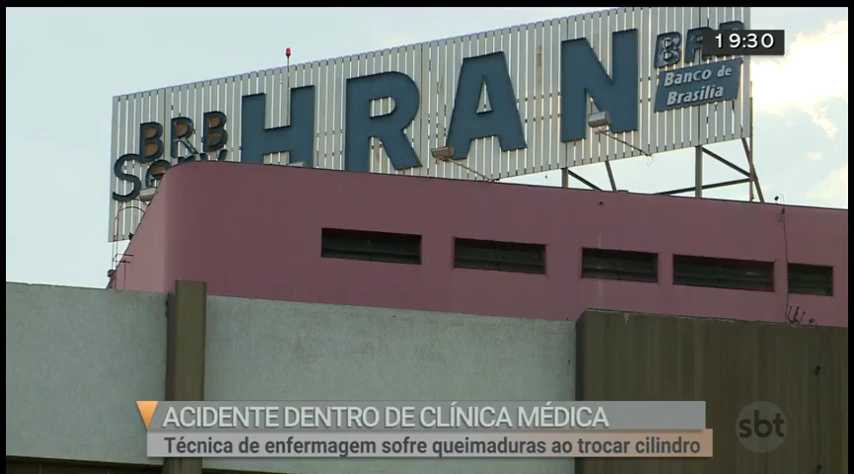 19:30
BRB
HRAN
BRB
Banco de
Brasília
ACIDENTE DENTRO DE CLÍNICA MÉDICA
Técnica de enfermagem sofre queimaduras ao trocar cilindro
sbt